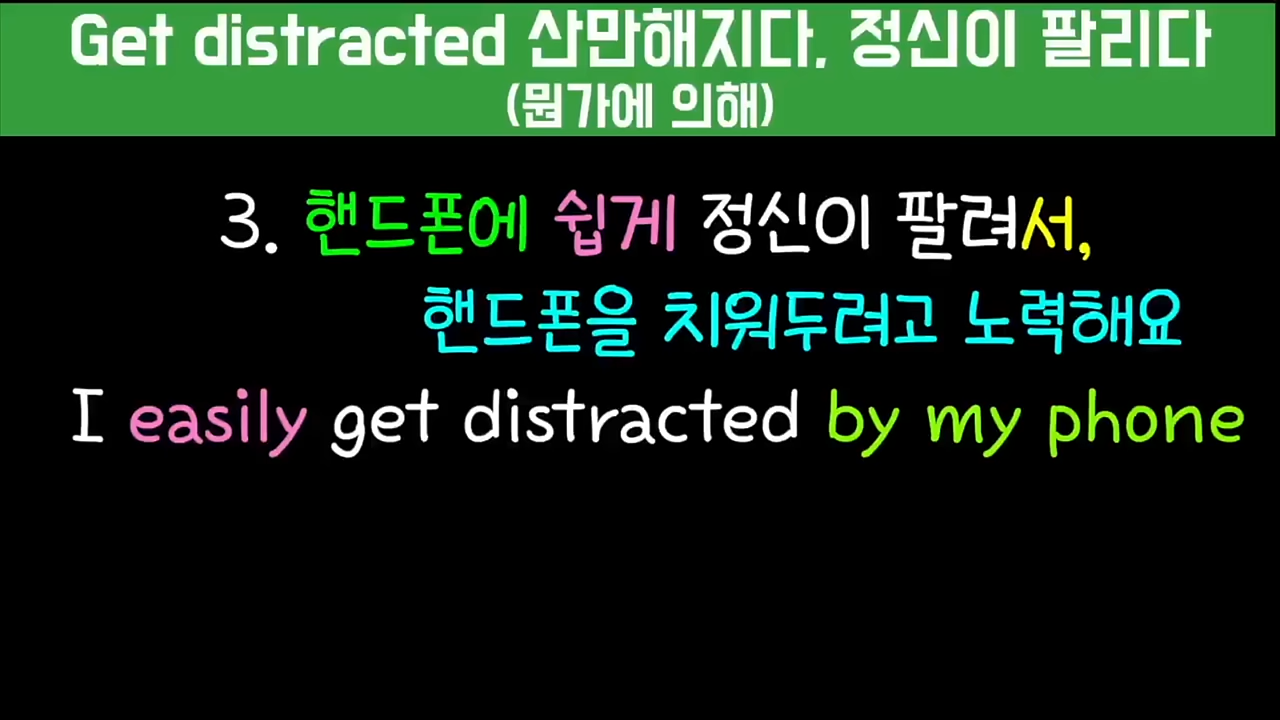 Get distracted 산만해지다, 정신이 팔리다
(뭔가에 의해)
3. 핸드폰에 쉽게 정신이 팔려서,
핸드폰을 치워두려고 노력해요
I easily get distracted by my phone